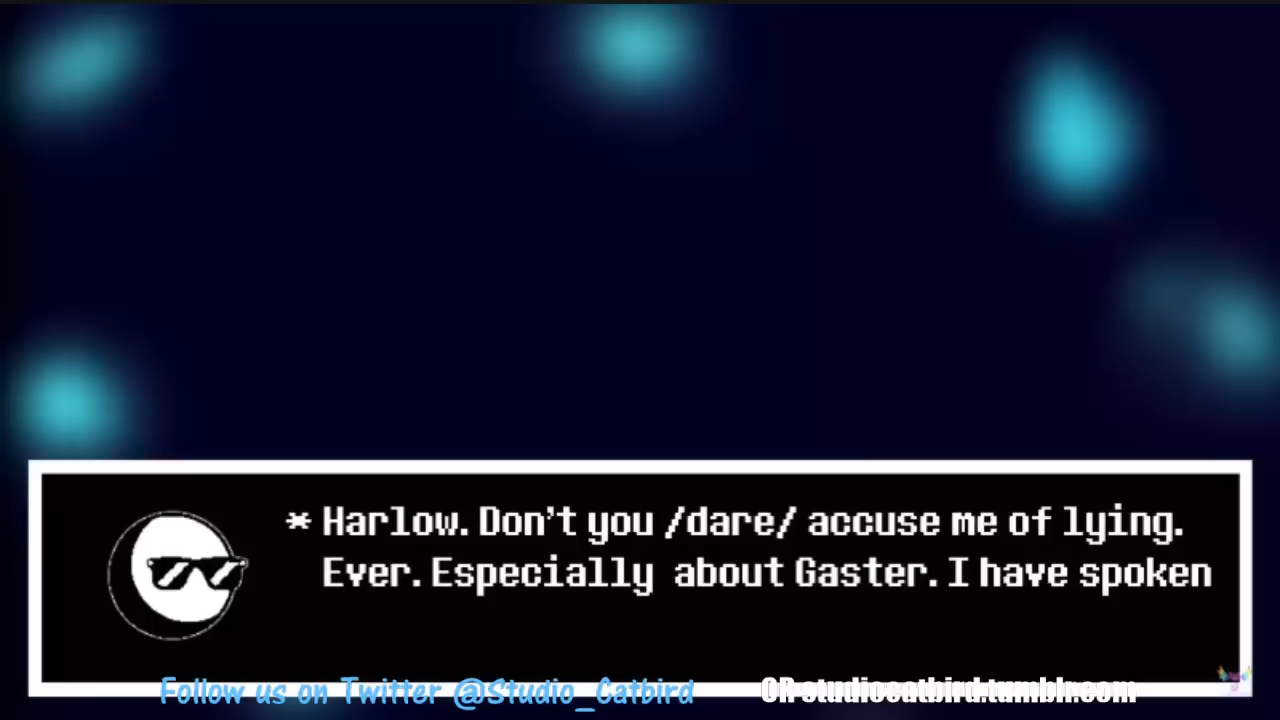 * Harlow. Don't you /dare/ accuse me of lying.
Ever. Especially about Gaster. I have spoken
Follow us on Twitter @Studio_Catbird OR studiocatbird.tumblr.com